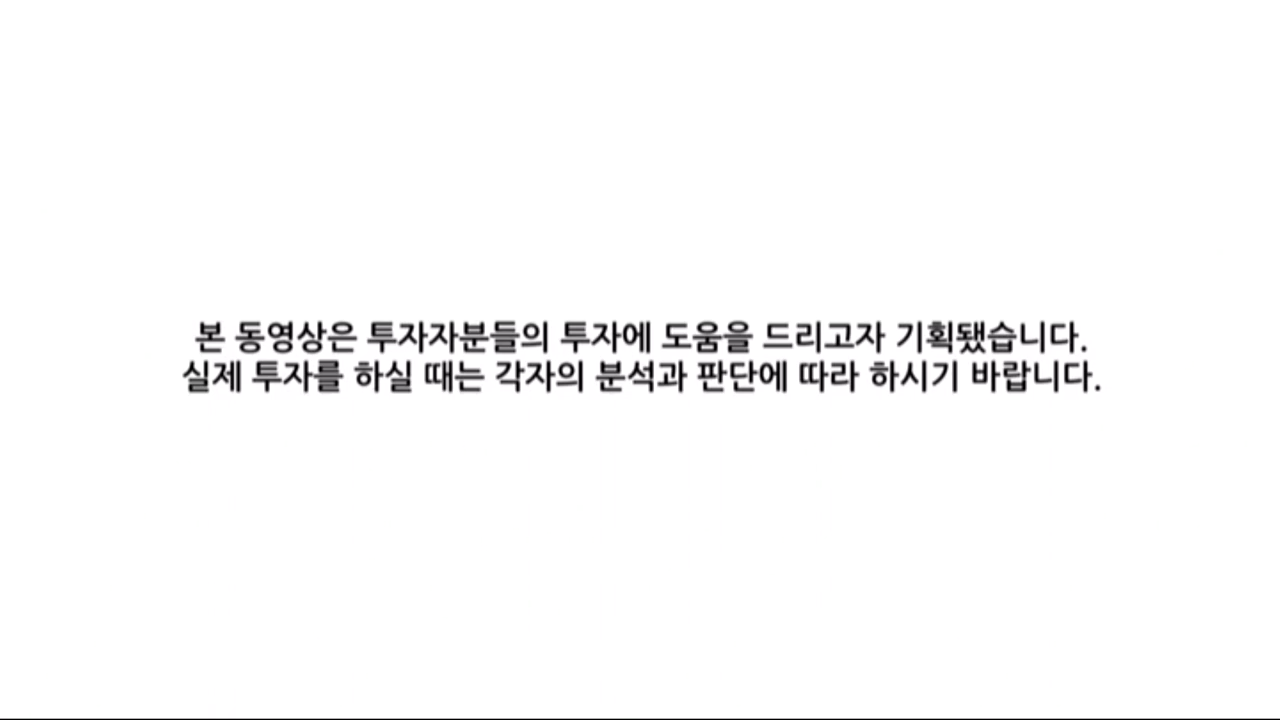 본 동영상은 투자자분들의 투자에 도움을 드리고자 기획됐습니다.
실제 투자를 하실 때는 각자의 분석과 판단에 따라 하시기 바랍니다.